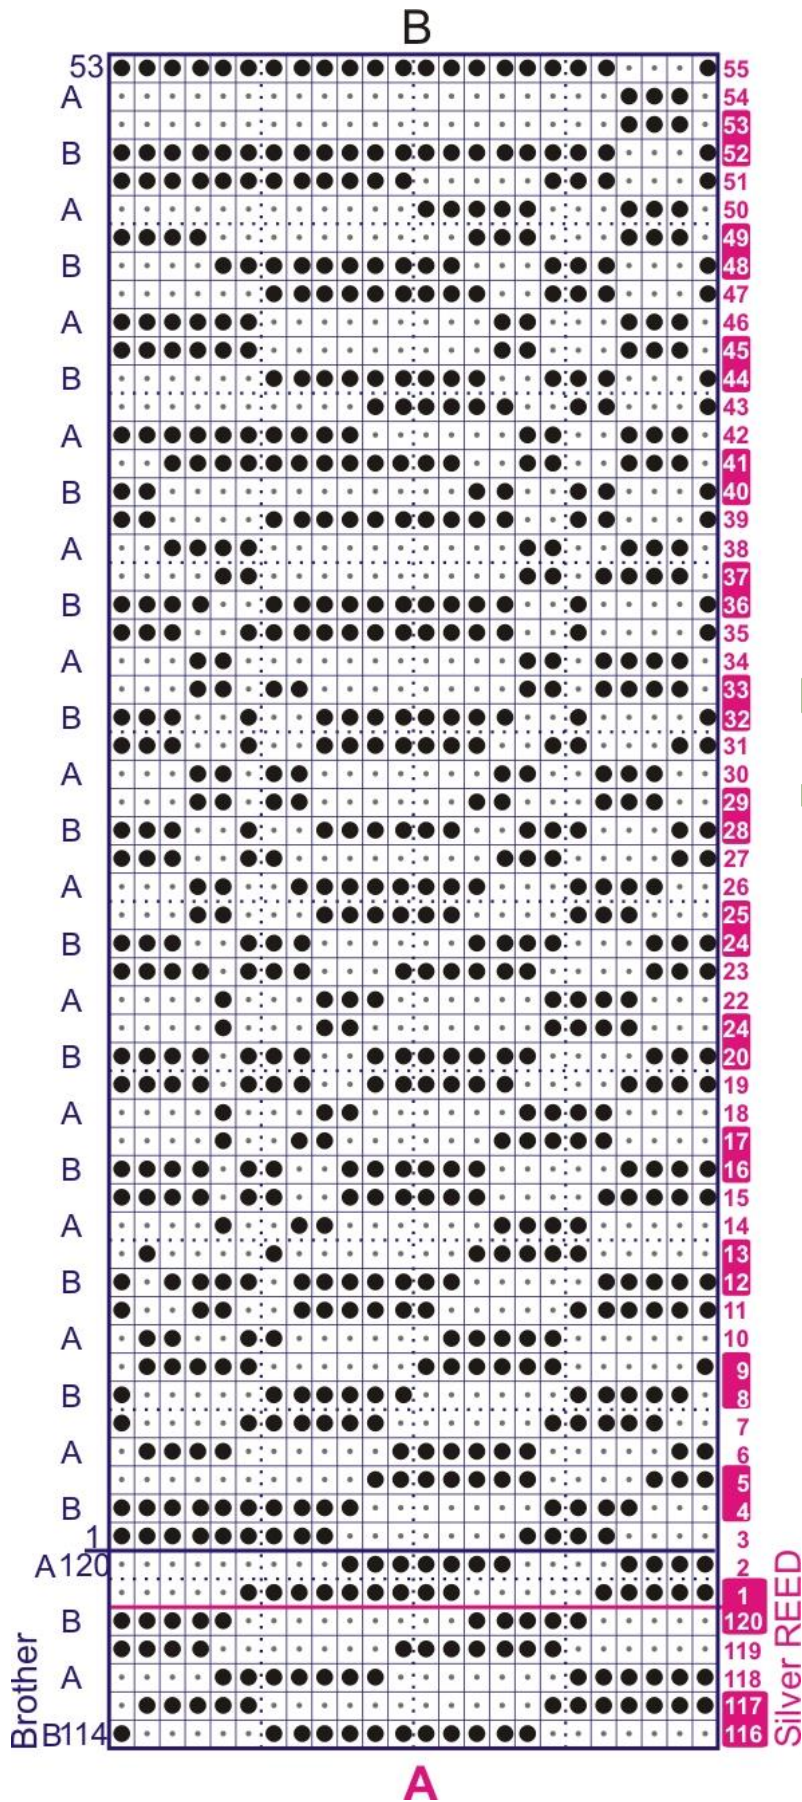 B
53 55
A 54
53
B 52
51
A 50
49
B 48
47
A 46
45
B 44
43
A 42
41
B 40
39
A 38
37
B 36
35
A 34
33
B 32
31
A 30
29
B 28
27
A 26
25
B 24
23
A 22
24
B 20
19
A 18
17
B 16
15
A 14
13
B 12
11
A 10
9
B 8
7
A 6
5
B 4
1 3
A120 2
1
B 120
119
A 118
117
B114 116
Brother
Silver REED
A